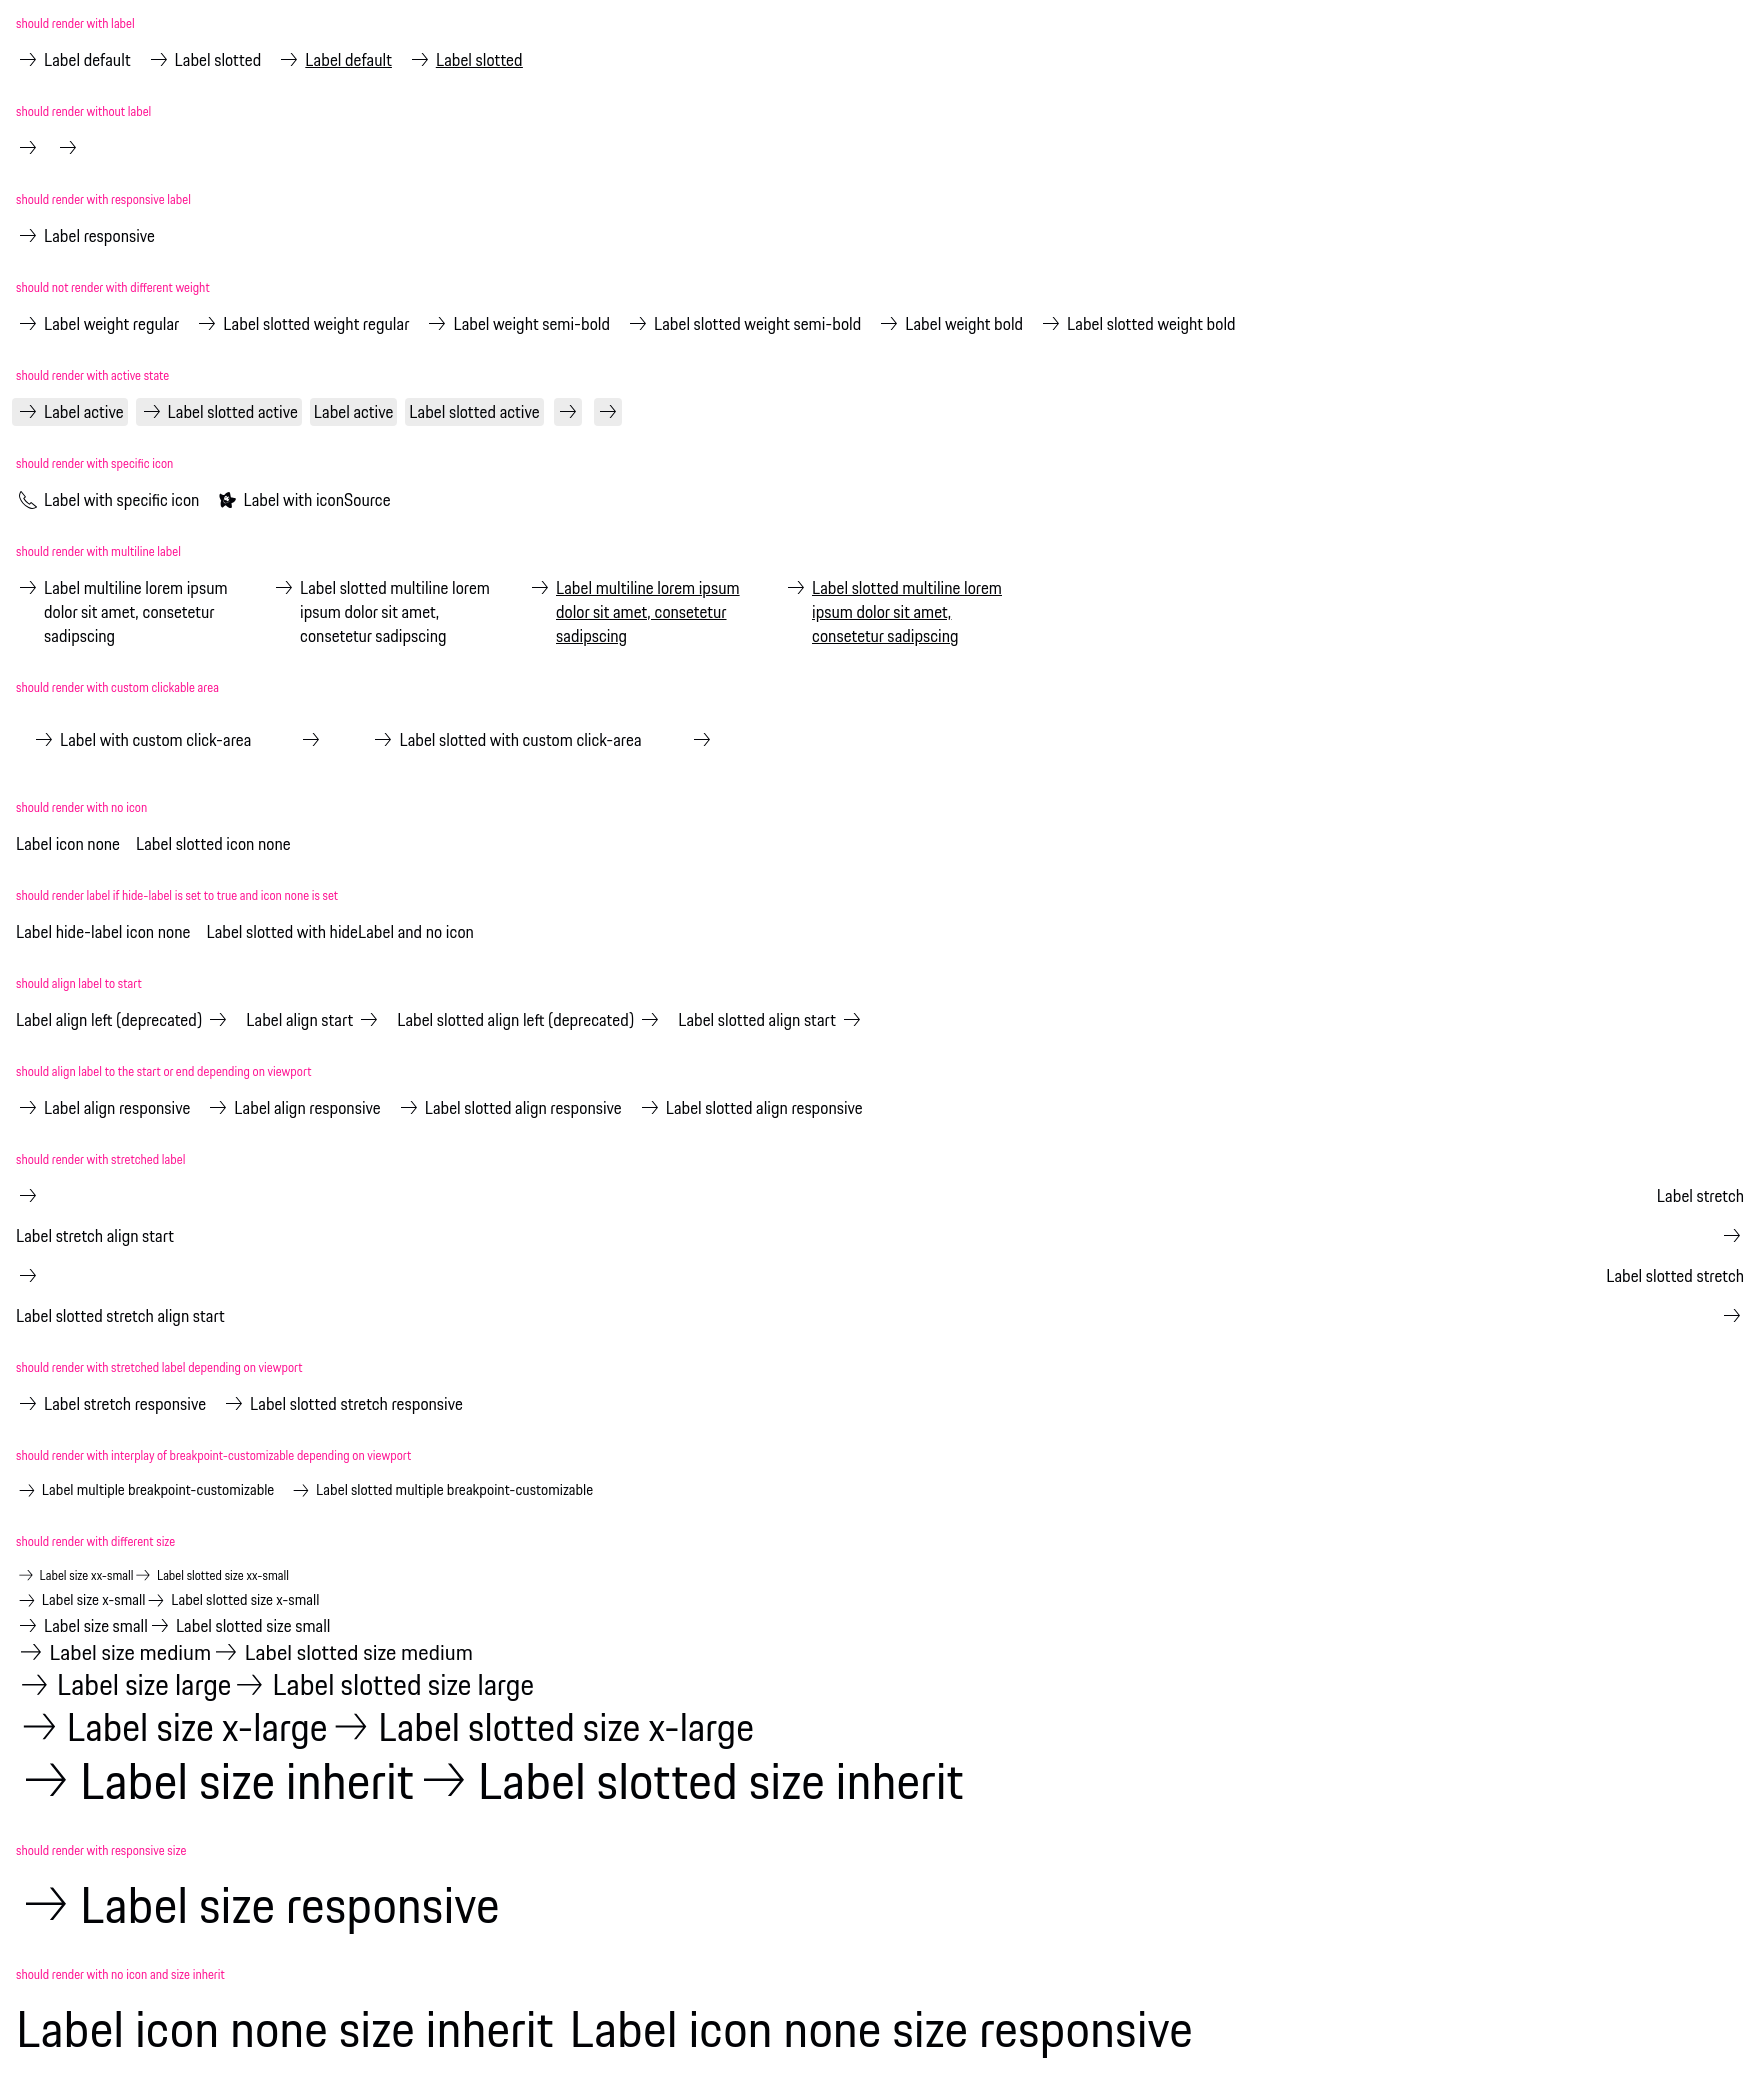 should render with label
Label default Label slotted Label default Label slotted
should render without label
should render with responsive label
Label responsive
should not render with different weight
Label weight regular Label slotted weight regular Label weight semi-bold Label slotted weight semi-bold Label weight bold Label slotted weight bold
should render with active state
Label active Label slotted active Label active Label slotted active
should render with specific icon
Label with specific icon Label with iconSource
should render with multiline label
Label multiline lorem ipsum
dolor sit amet, consetetur
sadipscing
Label slotted multiline lorem
ipsum dolor sit amet,
consetetur sadipscing
Label multiline lorem ipsum
dolor sit amet, consetetur
sadipscing
Label slotted multiline lorem
ipsum dolor sit amet,
consetetur sadipscing
should render with custom clickable area
Label with custom click-area Label slotted with custom click-area
should render with no icon
Label icon none Label slotted icon none
should render label if hide-label is set to true and icon none is set
Label hide-label icon none Label slotted with hideLabel and no icon
should align label to start
Label align left (deprecated) Label align start Label slotted align left (deprecated) Label slotted align start
should align label to the start or end depending on viewport
Label align responsive Label align responsive Label slotted align responsive Label slotted align responsive
should render with stretched label
Label stretch
Label stretch align start
Label slotted stretch
Label slotted stretch align start
should render with stretched label depending on viewport
Label stretch responsive Label slotted stretch responsive
should render with interplay of breakpoint-customizable depending on viewport
Label multiple breakpoint-customizable Label slotted multiple breakpoint-customizable
should render with different size
Label size xx-small Label slotted size xx-small
Label size x-small Label slotted size x-small
Label size small Label slotted size small
Label size medium Label slotted size medium
Label size large Label slotted size large
Label size x-large Label slotted size x-large
Label size inherit Label slotted size inherit
should render with responsive size
Label size responsive
should render with no icon and size inherit
Label icon none size inherit Label icon none size responsive